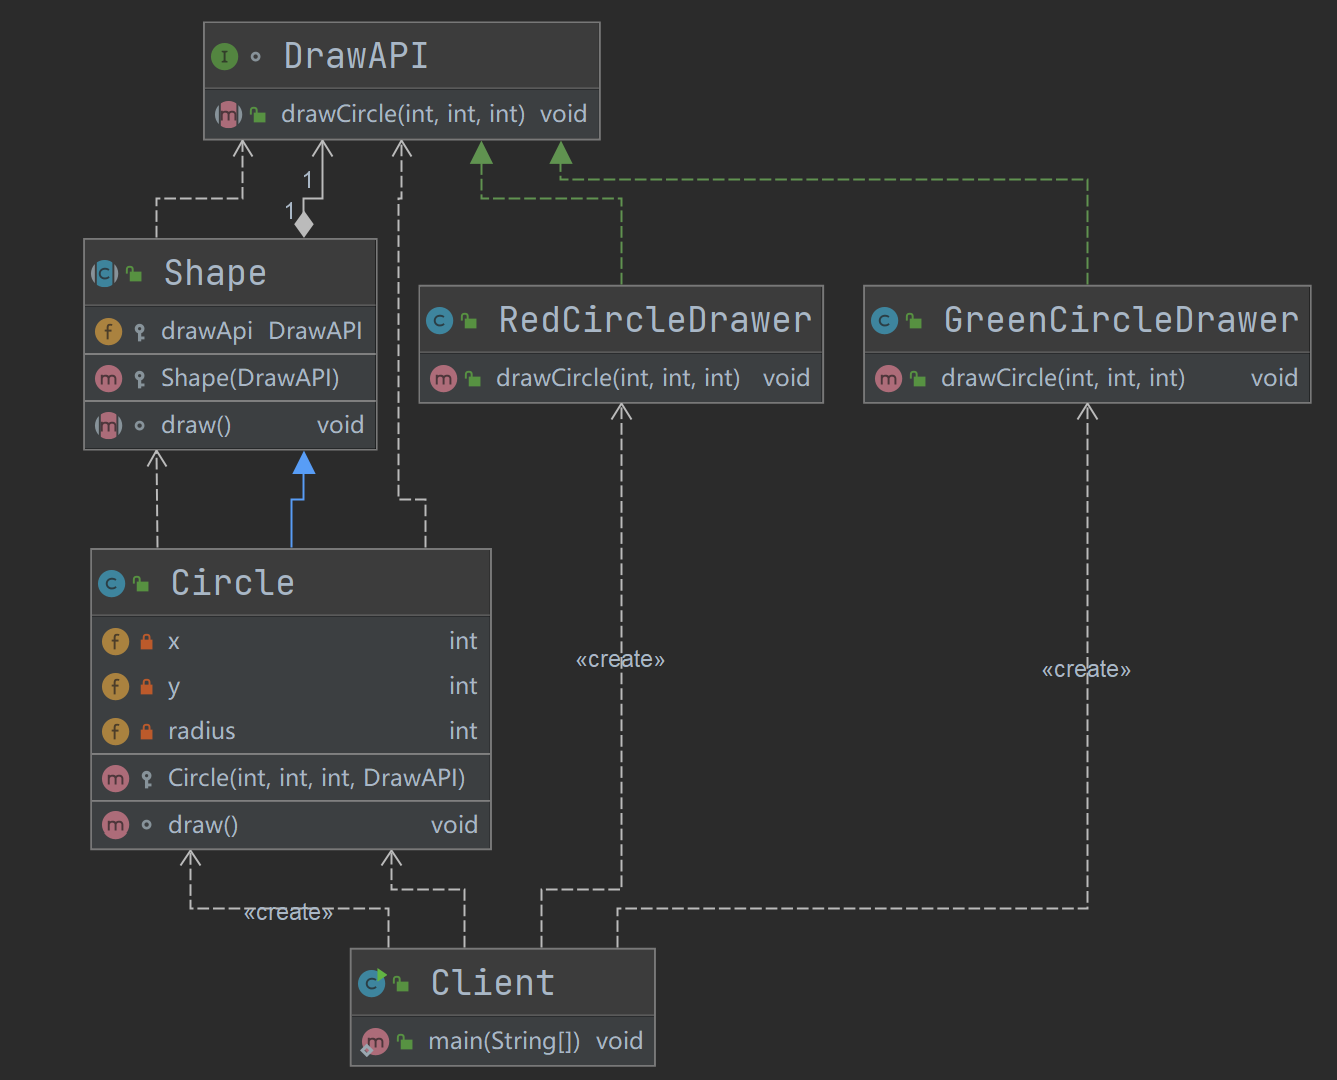 I DrawAPI
m drawCircle(int, int, int) void
1
1
C Shape
f drawApi DrawAPI
m Shape(DrawAPI)
m draw() void
C RedCircleDrawer
m drawCircle(int, int, int) void
C GreenCircleDrawer
m drawCircle(int, int, int) void
C Circle
f x int
f y int
f radius int
m Circle(int, int, int, DrawAPI)
m draw() void
«create»
«create»
«create»
C Client
m main(String[]) void